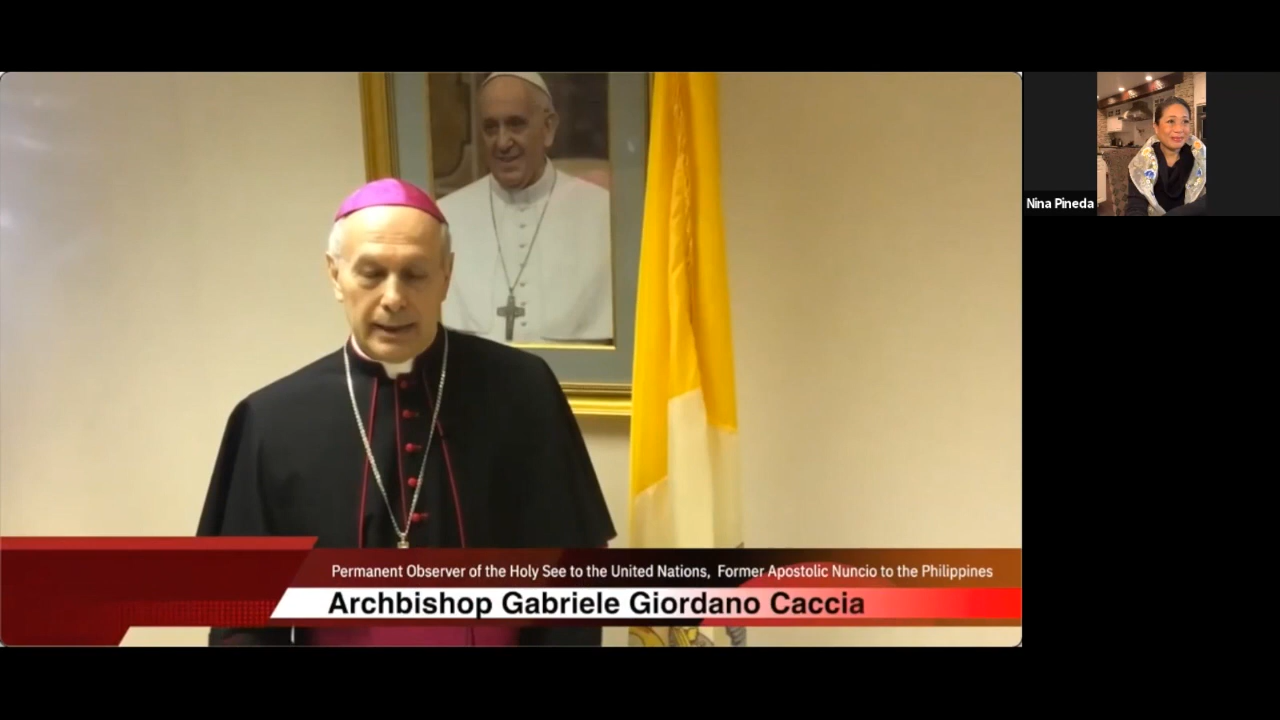 Permanent Observer of the Holy See to the United Nations, Former Apostolic Nuncio to the Philippines
Archbishop Gabriele Giordano Caccia
Nina Pineda